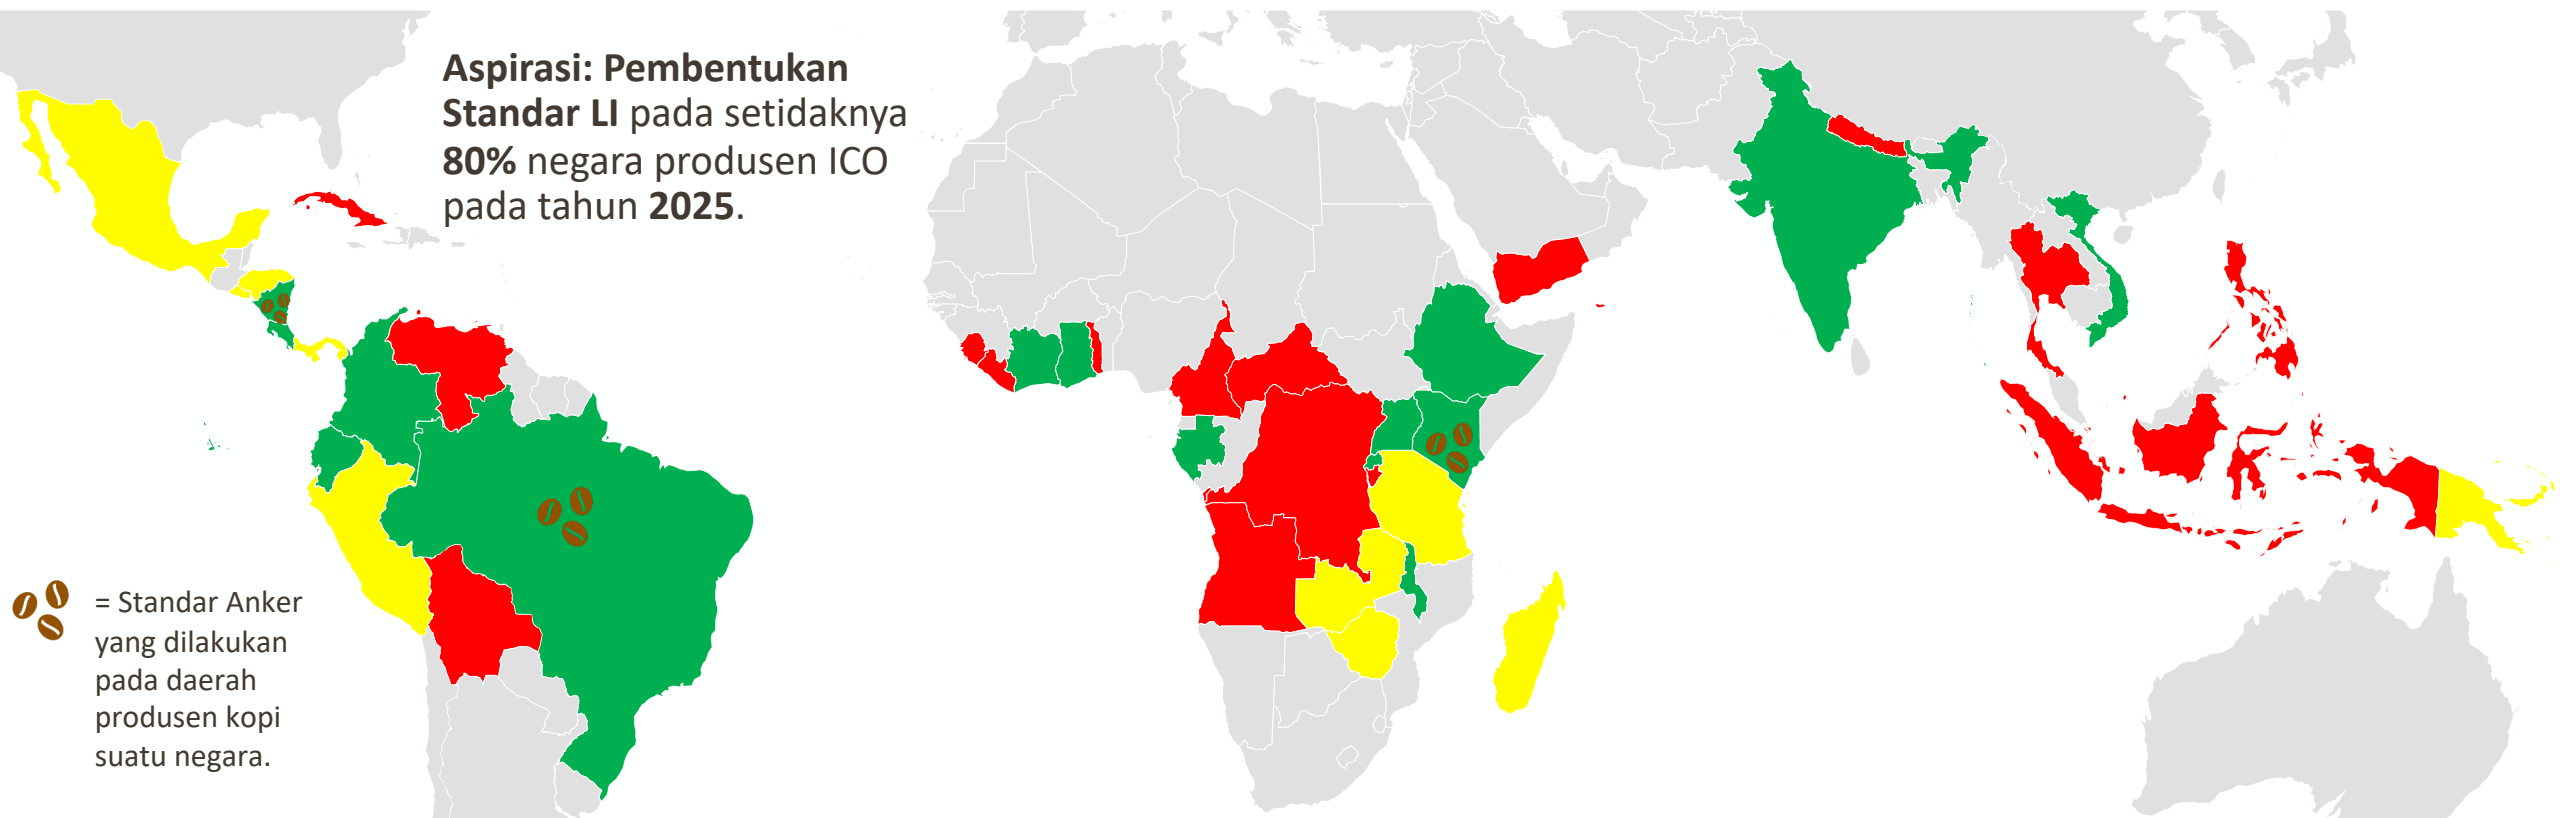 Aspirasi: Pembentukan
Standar LI pada setidaknya
80% negara produsen ICO
pada tahun 2025.
= Standar Anker
yang dilakukan
pada daerah
produsen kopi
suatu negara.